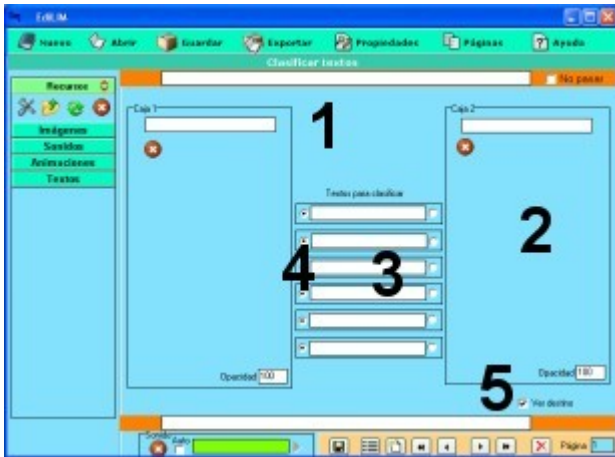 EdiLIM
Nuevo Abrir Guardar Exportar Propiedades Páginas Ayuda
Clasificar textos
Recursos
No pasar
Imágenes
Sonidos
Animaciones
Textos
Caja 1
Caja 2
1
2
Textos para clasificar
4
3
Opacidad 100
Opacidad 100
5
Ver destino
Sonido
Auto
Página 1